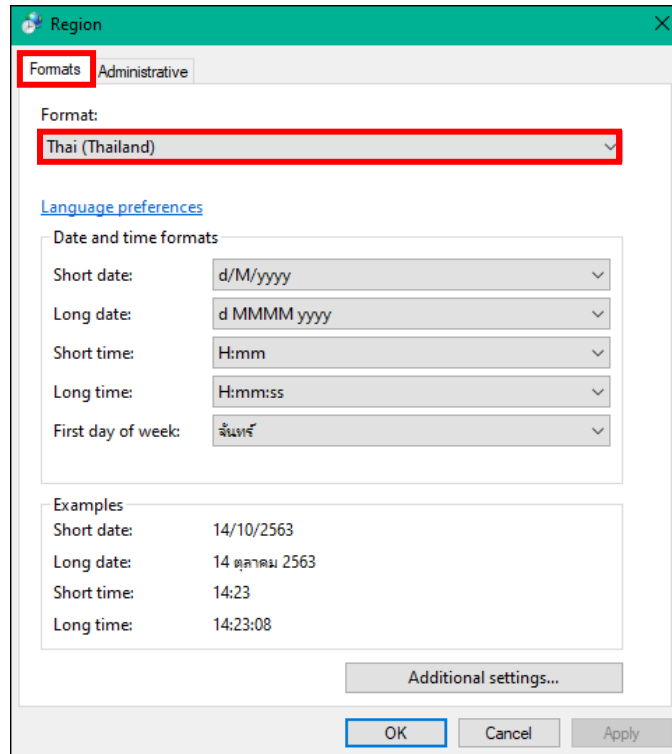 Region
Formats Administrative
Format:
Thai (Thailand)
Language preferences
Date and time formats
Short date: d/M/yyyy
Long date: d MMMM yyyy
Short time: H:mm
Long time: H:mm:ss
First day of week: จันทร์
Examples
Short date: 14/10/2563
Long date: 14 ตุลาคม 2563
Short time: 14:23
Long time: 14:23:08
Additional settings...
OK Cancel Apply